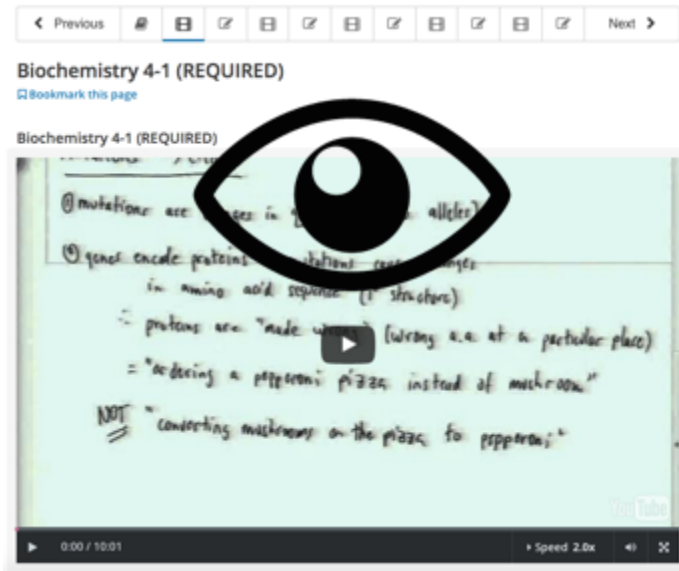 Previous
Next
Biochemistry 4-1 (REQUIRED)
Bookmark this page
Biochemistry 4-1 (REQUIRED)
① mutations are in alleles)
② genes encode proteins
in amino acid sequence (1° structure)
∴ proteins are "made wrong" (wrong a.a at a particular place)
= "ordering a pepperoni pizza instead of mushroom"
NOT "converting mushrooms on the pizza to pepperoni"
YouTube
0:00 / 10:01
Speed 2.0x